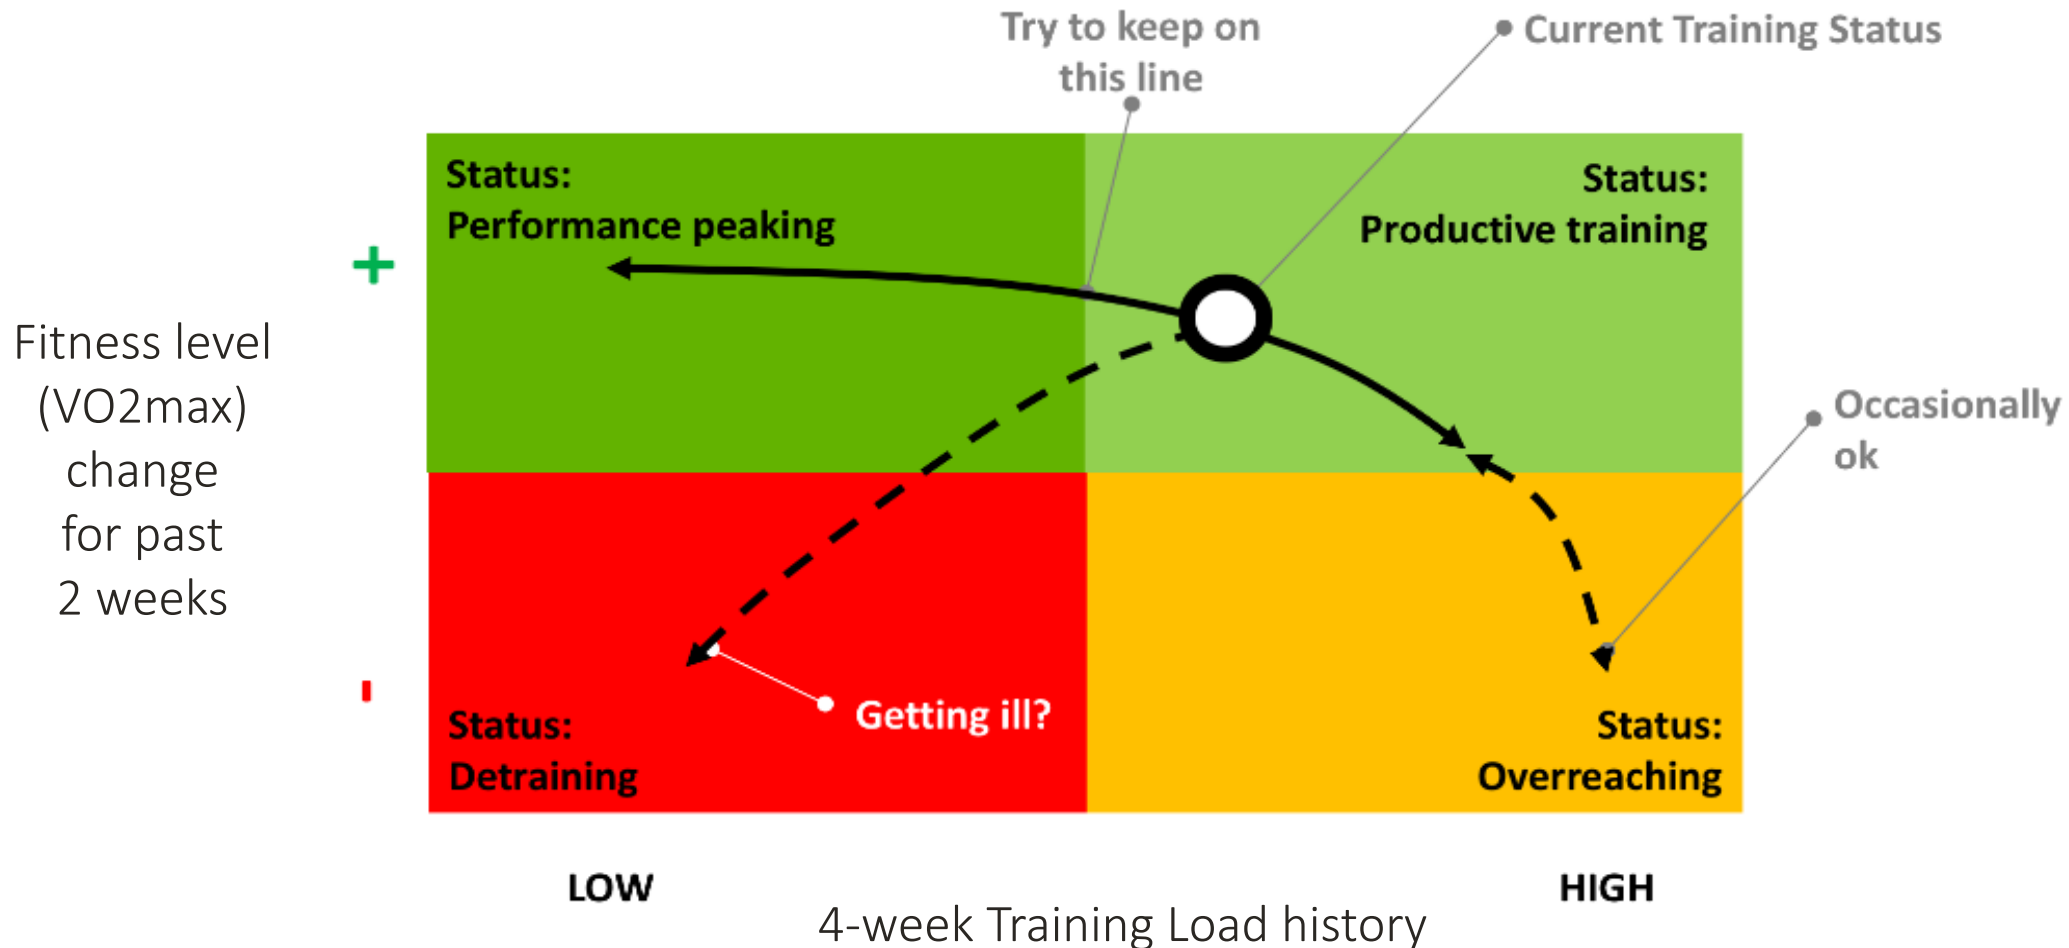 Try to keep on
this line
Current Training Status
Status:
Performance peaking
Status:
Productive training
+
Fitness level
(VO2max)
change
for past
2 weeks
Occasionally
ok
-
Getting ill?
Status:
Detraining
Status:
Overreaching
LOW
HIGH
4-week Training Load history